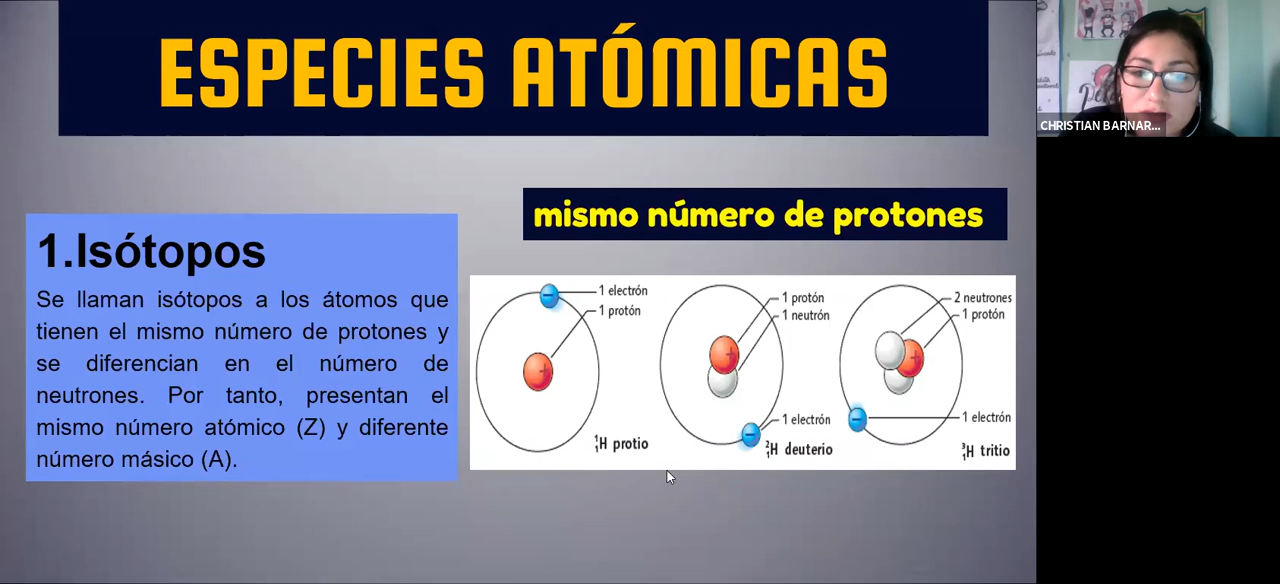 ESPECIES ATÓMICAS
CHRISTIAN BARNAR...
mismo número de protones
1.Isótopos
Se llaman isótopos a los átomos que
tienen el mismo número de protones y
se diferencian en el número de
neutrones. Por tanto, presentan el
mismo número atómico (Z) y diferente
número másico (A).
1 electrón
1 protón
+
−
¹₁H protio
1 protón
1 neutrón
+
−
1 electrón
²₁H deuterio
2 neutrones
1 protón
+
−
1 electrón
³₁H tritio